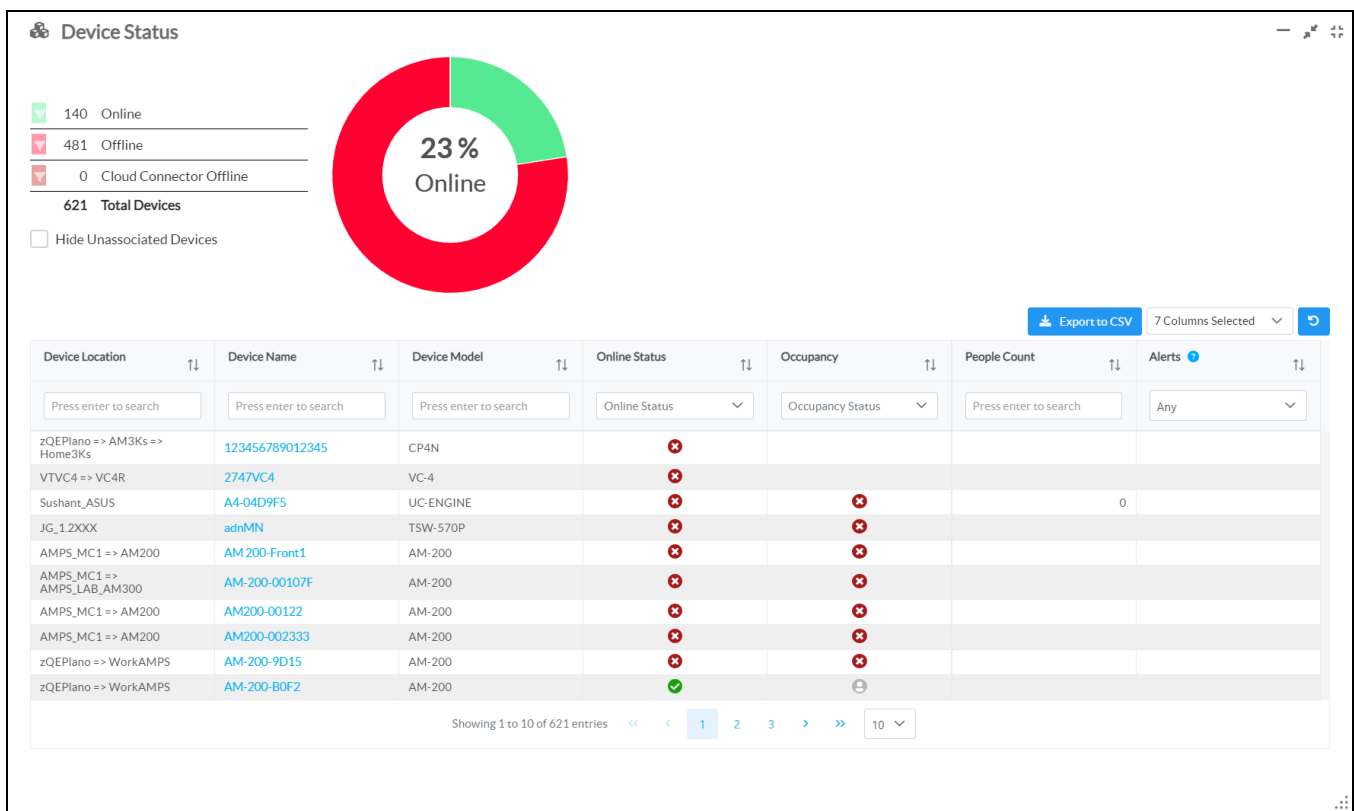 Device Status
140 Online
481 Offline
0 Cloud Connector Offline
621 Total Devices
Hide Unassociated Devices
23%
Online
Export to CSV 7 Columns Selected
Device Location Device Name Device Model Online Status Occupancy People Count Alerts ?
Press enter to search Press enter to search Press enter to search Online Status Occupancy Status Press enter to search Any
zQEPlano => AM3Ks =>
Home3Ks 123456789012345 CP4N
VTVC4 => VC4R 2747VC4 VC-4
Sushant_ASUS A4-04D9F5 UC-ENGINE 0
JG_1.2XXX adnMN TSW-570P
AMPS_MC1 => AM200 AM 200-Front1 AM-200
AMPS_MC1 =>
AMPS_LAB_AM300 AM-200-00107F AM-200
AMPS_MC1 => AM200 AM200-00122 AM-200
AMPS_MC1 => AM200 AM200-002333 AM-200
zQEPlano => WorkAMPS AM-200-9D15 AM-200
zQEPlano => WorkAMPS AM-200-B0F2 AM-200
Showing 1 to 10 of 621 entries « ‹ 1 2 3 › » 10